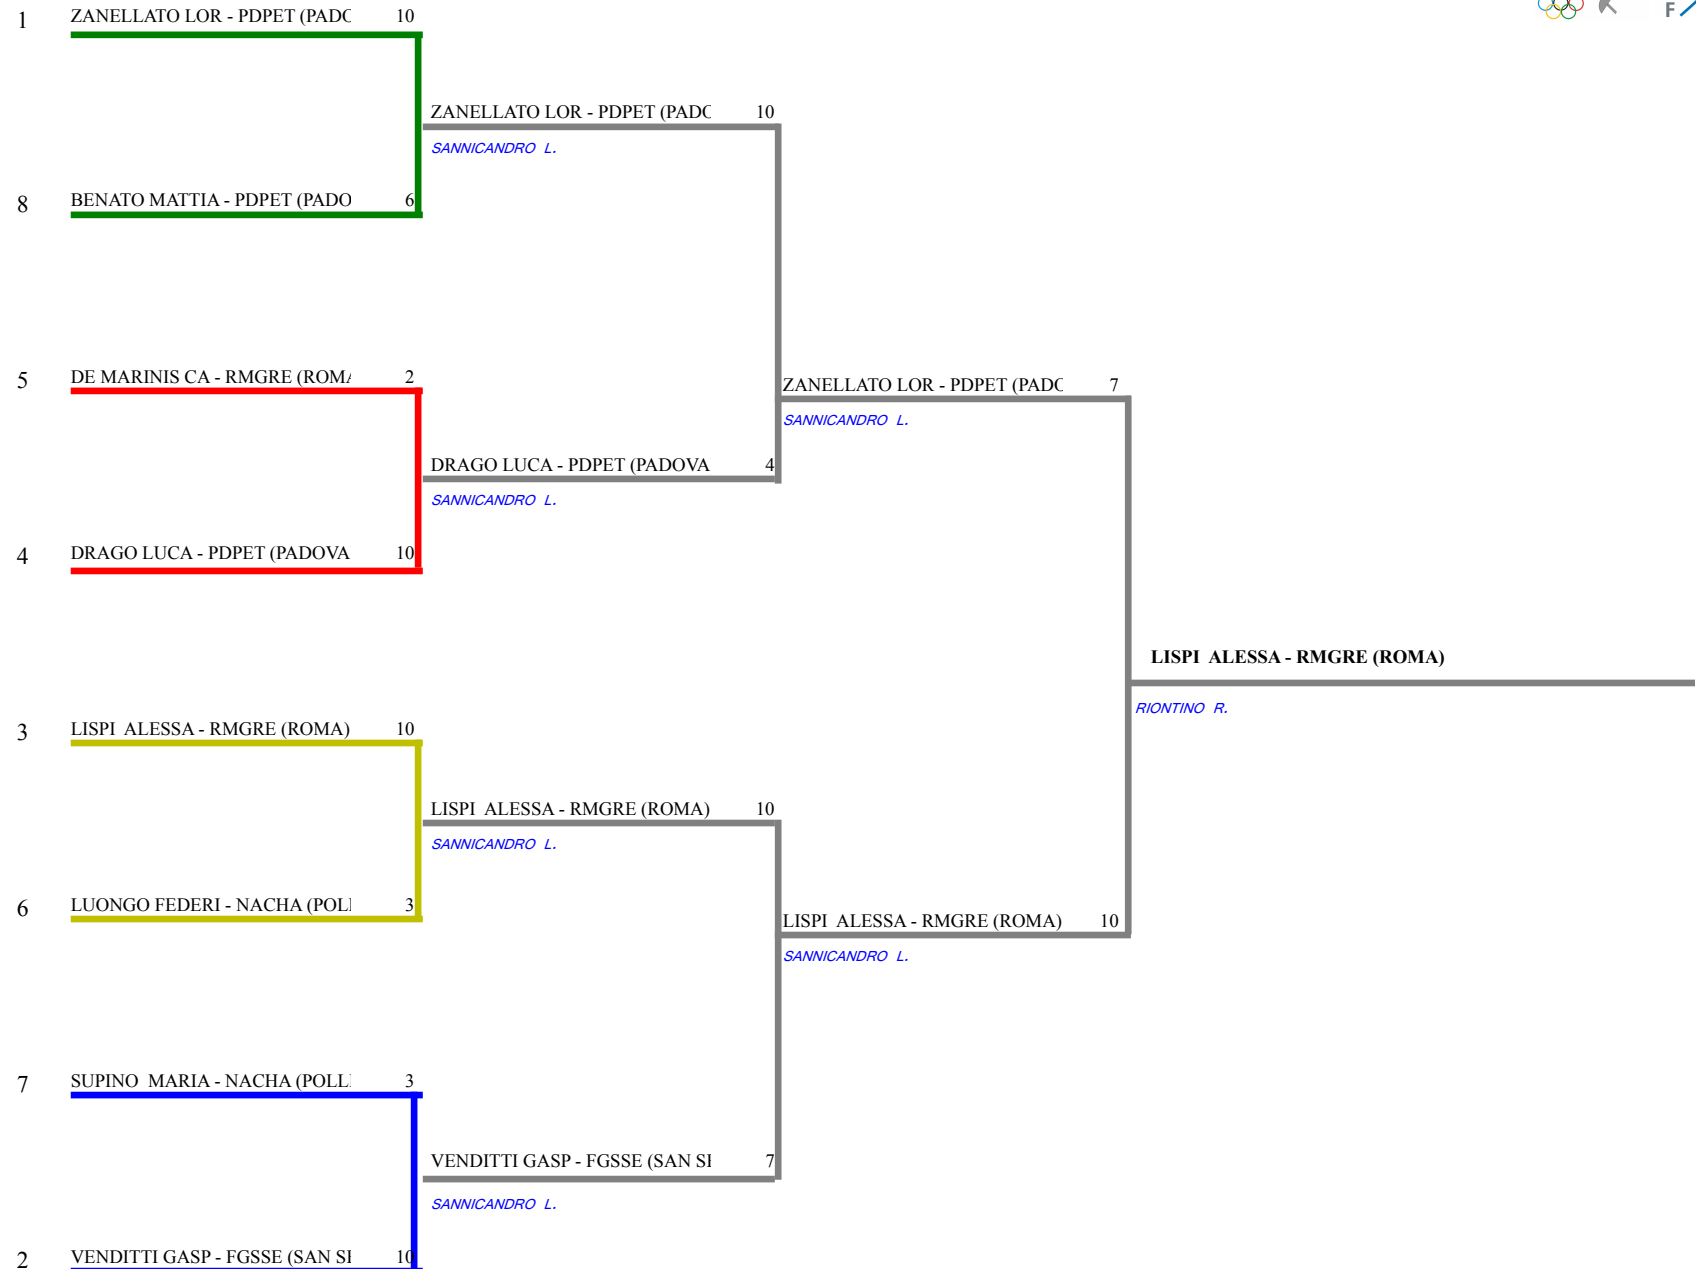 1 ZANELLATO LOR - PDPET (PADC 10
F
ZANELLATO LOR - PDPET (PADC 10
SANNICANDRO L.
8 BENATO MATTIA - PDPET (PADO 6
5 DE MARINIS CA - RMGRE (ROMA 2
ZANELLATO LOR - PDPET (PADC 7
SANNICANDRO L.
DRAGO LUCA - PDPET (PADOVA 4
SANNICANDRO L.
4 DRAGO LUCA - PDPET (PADOVA 10
LISPI ALESSA - RMGRE (ROMA)
RIONTINO R.
3 LISPI ALESSA - RMGRE (ROMA) 10
LISPI ALESSA - RMGRE (ROMA) 10
SANNICANDRO L.
6 LUONGO FEDERI - NACHA (POLI 3
LISPI ALESSA - RMGRE (ROMA) 10
SANNICANDRO L.
7 SUPINO MARIA - NACHA (POLLI 3
VENDITTI GASP - FGSSE (SAN SI 7
SANNICANDRO L.
2 VENDITTI GASP - FGSSE (SAN SI 10